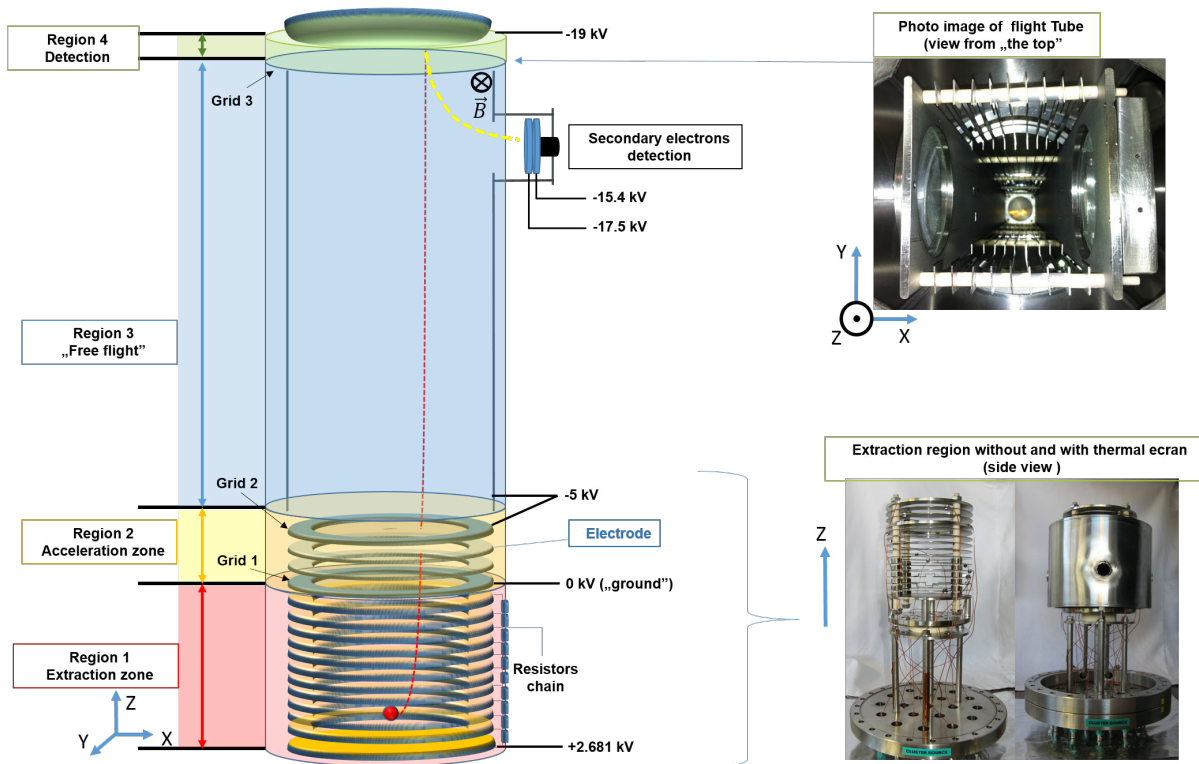 Region 4
Detection
-19 kV
Photo image of  flight Tube
(view from „the top”
Grid 3
B
Secondary electrons
detection
-15.4 kV
-17.5 kV
Y
Z
X
Region 3
„Free flight”
Extraction region without and with thermal ecran
(side view )
Grid 2
-5 kV
Region 2
Acceleration zone
Electrode
Z
Grid 1
0 kV („ground”)
Region 1
Extraction zone
Resistors
chain
Z
Y
X
+2.681 kV
CLUSTER SOURCE
CLUSTER SOURCE